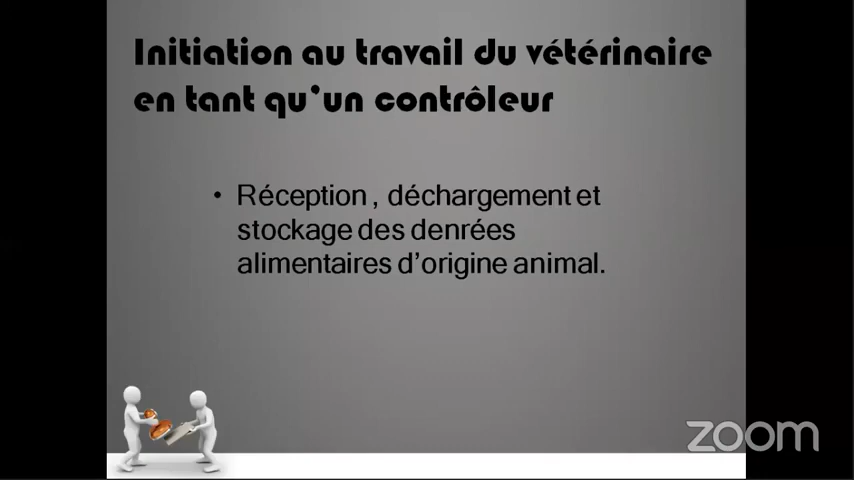 Initiation au travail du vétérinaire
en tant qu'un contrôleur
• Réception , déchargement et
stockage des denrées
alimentaires d'origine animal.
zoom